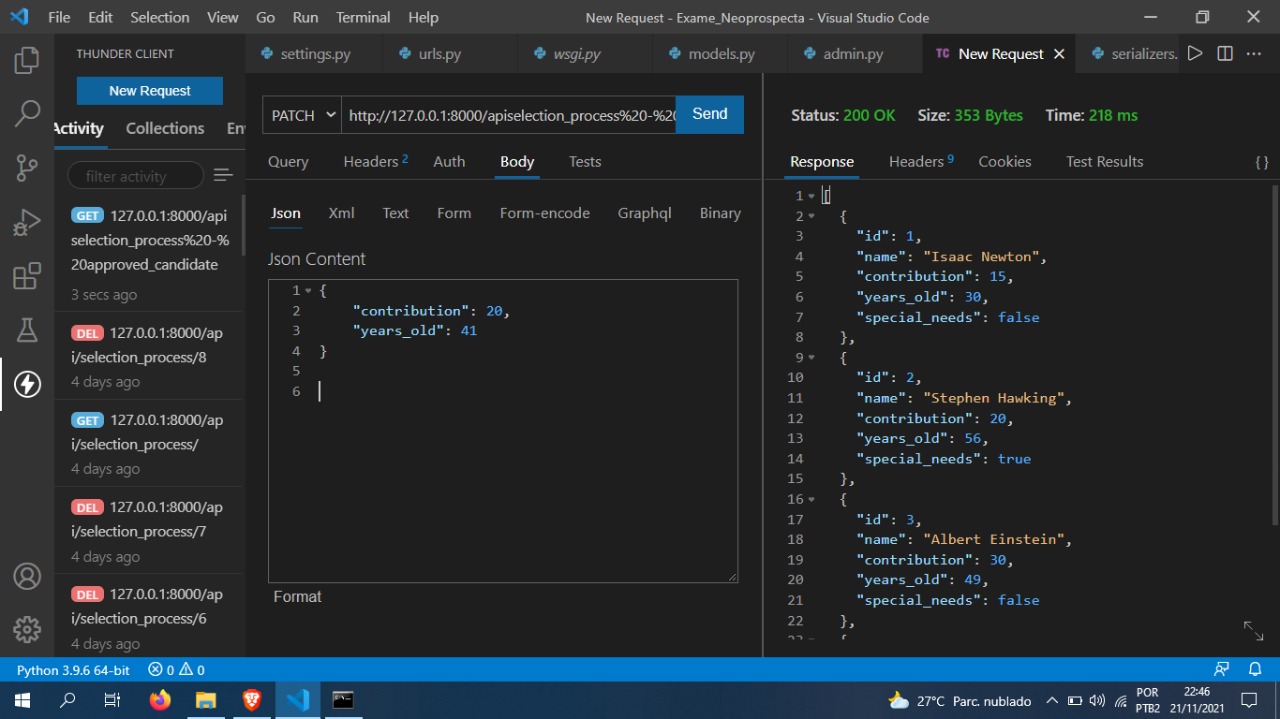 File Edit Selection View Go Run Terminal Help New Request - Exame_Neoprospecta - Visual Studio Code
THUNDER CLIENT
New Request
Activity Collections En
filter activity
GET 127.0.0.1:8000/api
selection_process%20-%
20approved_candidate
3 secs ago
DEL 127.0.0.1:8000/ap
i/selection_process/8
4 days ago
GET 127.0.0.1:8000/ap
i/selection_process/
4 days ago
DEL 127.0.0.1:8000/ap
i/selection_process/7
4 days ago
DEL 127.0.0.1:8000/ap
i/selection_process/6
4 days ago
settings.py urls.py wsgi.py models.py admin.py TC New Request serializers.
PATCH http://127.0.0.1:8000/apiselection_process%20-%20 Send
Query Headers 2 Auth Body Tests
Json Xml Text Form Form-encode Graphql Binary
Json Content
1 {
2 "contribution": 20,
3 "years_old": 41
4 }
5
6
Format
Status: 200 OK Size: 353 Bytes Time: 218 ms
Response Headers 9 Cookies Test Results {}
1 [
2 {
3 "id": 1,
4 "name": "Isaac Newton",
5 "contribution": 15,
6 "years_old": 30,
7 "special_needs": false
8 },
9 {
10 "id": 2,
11 "name": "Stephen Hawking",
12 "contribution": 20,
13 "years_old": 56,
14 "special_needs": true
15 },
16 {
17 "id": 3,
18 "name": "Albert Einstein",
19 "contribution": 30,
20 "years_old": 49,
21 "special_needs": false
22 },
23 {
Python 3.9.6 64-bit 0 0
27°C Parc. nublado POR 22:46
PTB2 21/11/2021